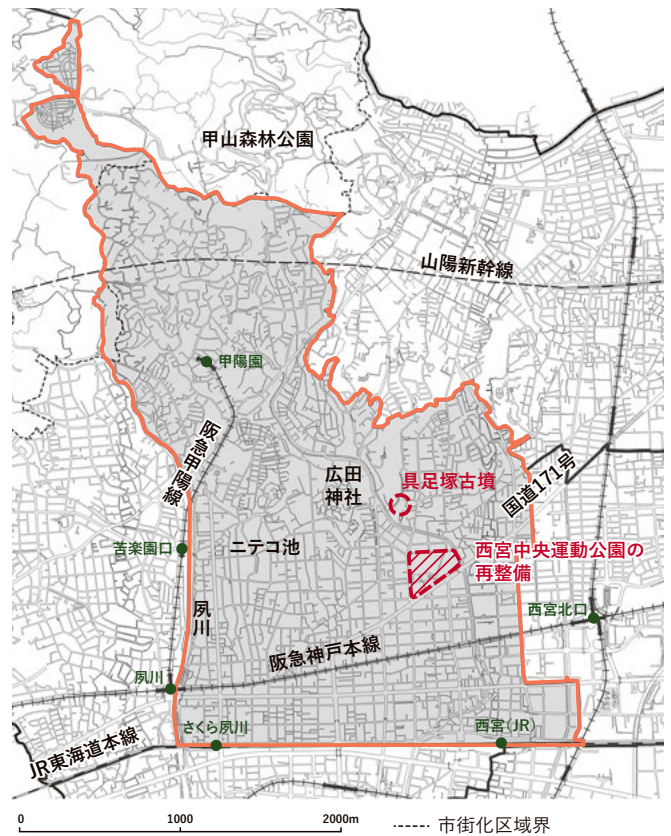 甲山森林公園
山陽新幹線
甲陽園
阪急甲陽線
広田
神社
具足塚古墳
国道171号
苦楽園口
ニテコ池
西宮中央運動公園の
再整備
夙川
西宮北口
阪急神戸本線
夙川
さくら夙川
西宮(JR)
JR東海道本線
0 1000 2000m
市街化区域界